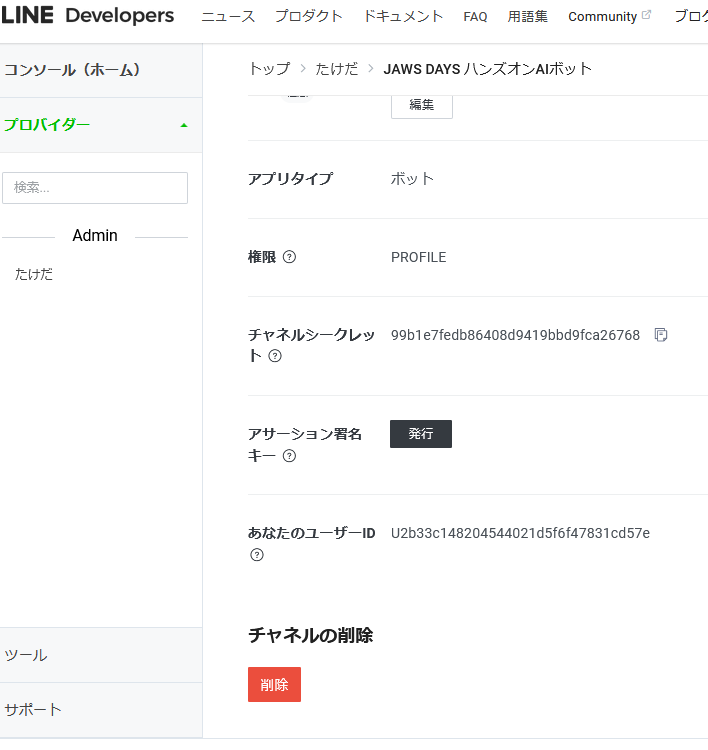 LINE Developers ニュース プロダクト ドキュメント FAQ 用語集 Community ブログ
コンソール（ホーム）
プロバイダー
検索...
Admin
たけだ
ツール
サポート
トップ > たけだ > JAWS DAYS ハンズオンAIボット
編集
アプリタイプ ボット
権限 ? PROFILE
チャネルシークレッ
ト ? 99b1e7fedb86408d9419bbd9fca26768
アサーション署名
キー ? 発行
あなたのユーザーID U2b33c148204544021d5f6f47831cd57e
?
チャネルの削除
削除